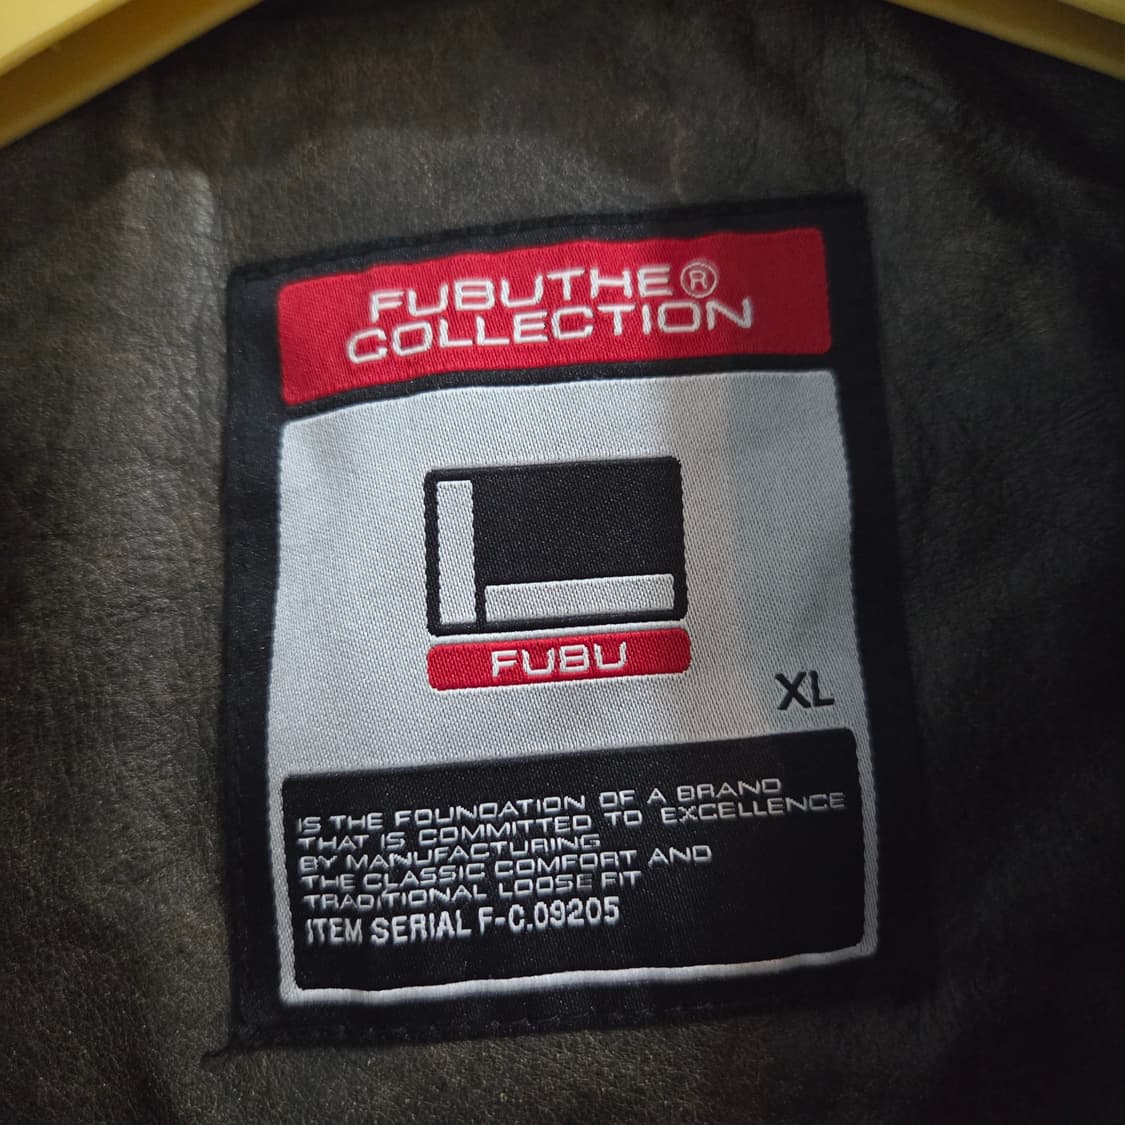 FUBUTHE ®
COLLECTION
FUBU
XL
IS THE FOUNDATION OF A BRAND
THAT IS COMMITTED TO EXCELLENCE
BY MANUFACTURING
THE CLASSIC COMFORT AND
TRADITIONAL LOOSE FIT
ITEM SERIAL F-C.09205